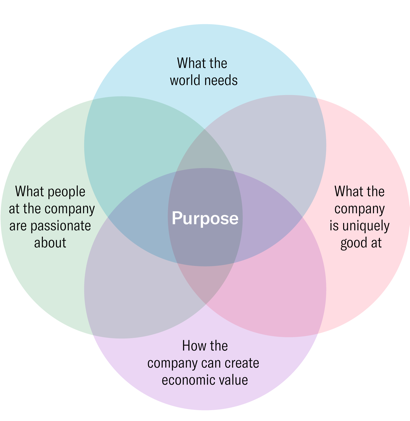 What the
world needs
What people
at the company
are passionate
about
Purpose
What the
company
is uniquely
good at
How the
company can create
economic value